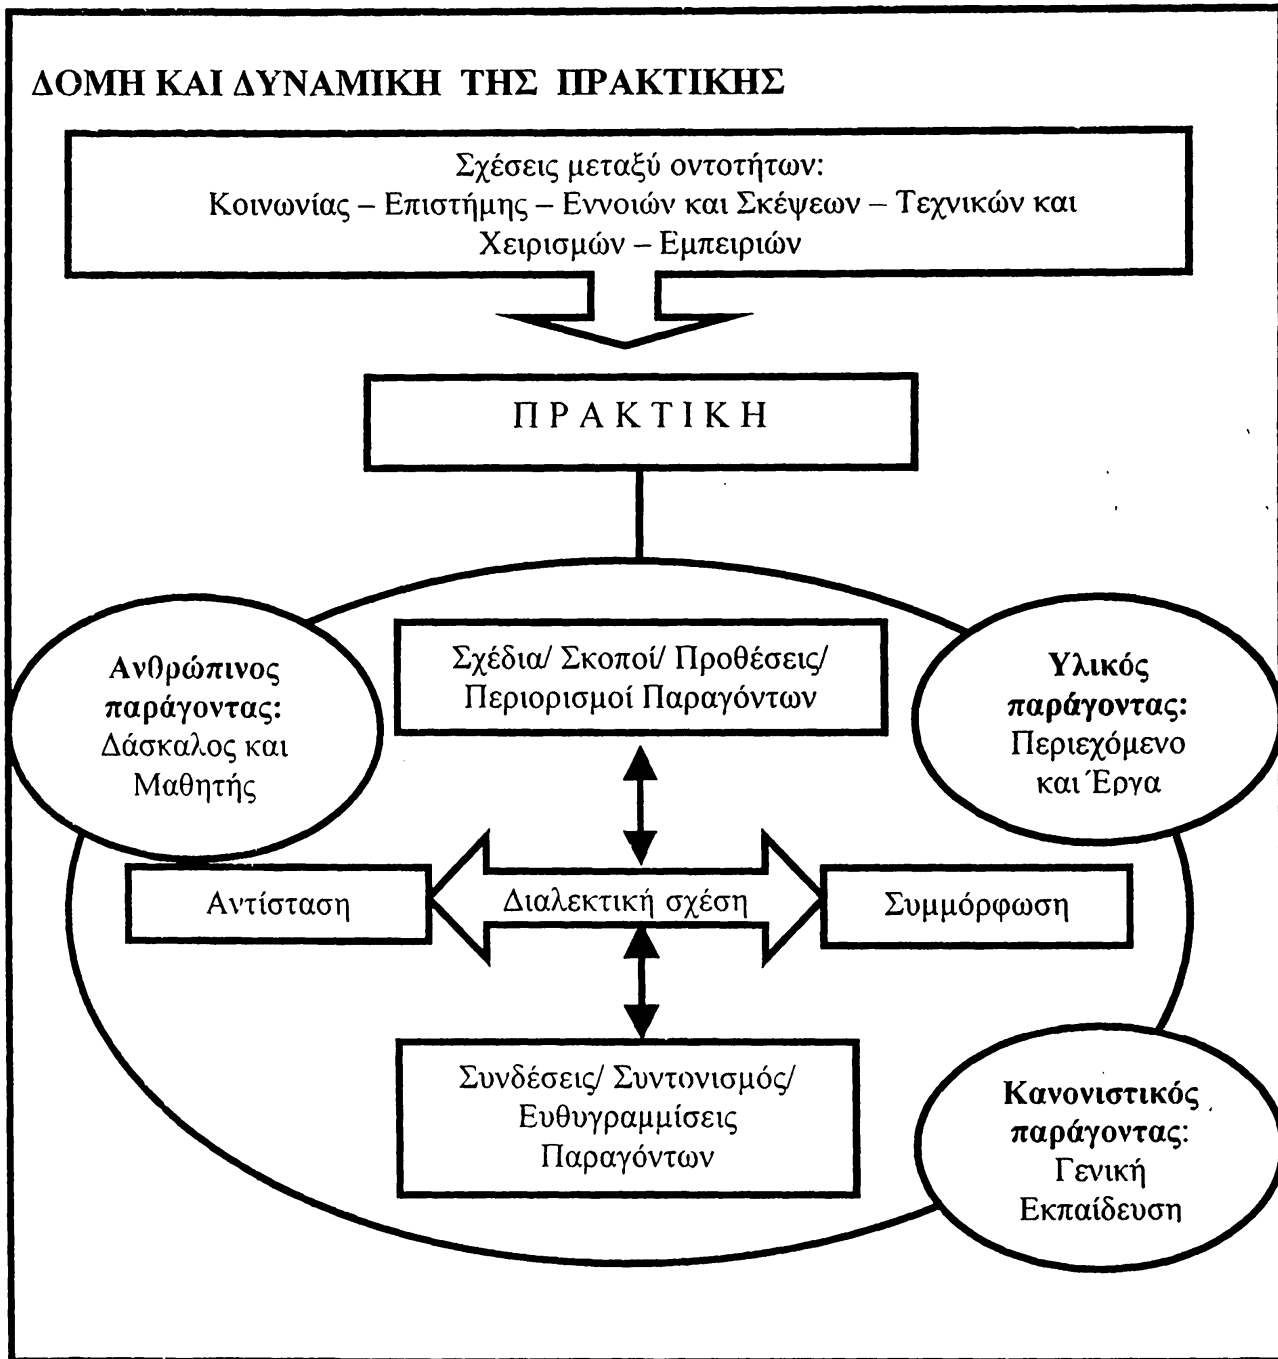 ΔΟΜΗ ΚΑΙ ΔΥΝΑΜΙΚΗ ΤΗΣ ΠΡΑΚΤΙΚΗΣ
Σχέσεις μεταξύ οντοτήτων:
Κοινωνίας – Επιστήμης – Εννοιών και Σκέψεων – Τεχνικών και
Χειρισμών – Εμπειριών
Π Ρ Α Κ Τ Ι Κ Η
Ανθρώπινος
παράγοντας:
Δάσκαλος και
Μαθητής
Σχέδια/ Σκοποί/ Προθέσεις/
Περιορισμοί Παραγόντων
Υλικός
παράγοντας:
Περιεχόμενο
και Έργα
Αντίσταση
Διαλεκτική σχέση
Συμμόρφωση
Συνδέσεις/ Συντονισμός/
Ευθυγραμμίσεις
Παραγόντων
Κανονιστικός
παράγοντας:
Γενική
Εκπαίδευση